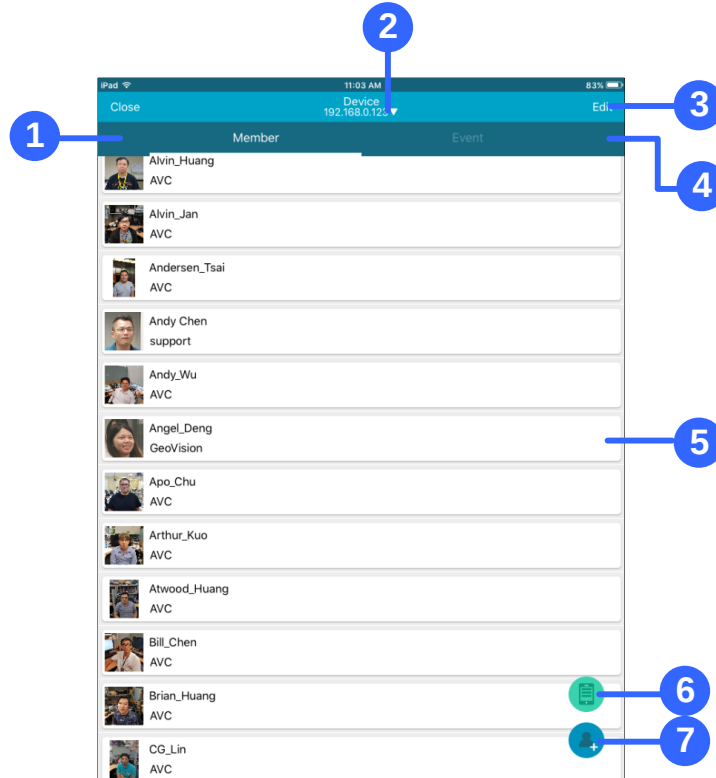 2
iPad 11:03 AM 83%
Close Device Edit
192.168.0.123▼
3
1
Member Event
4
Alvin_Huang
AVC
Alvin_Jan
AVC
Andersen_Tsai
AVC
Andy Chen
support
Andy_Wu
AVC
Angel_Deng
GeoVision
5
Apo_Chu
AVC
Arthur_Kuo
AVC
Atwood_Huang
AVC
Bill_Chen
AVC
Brian_Huang
AVC
6
7
CG_Lin
AVC